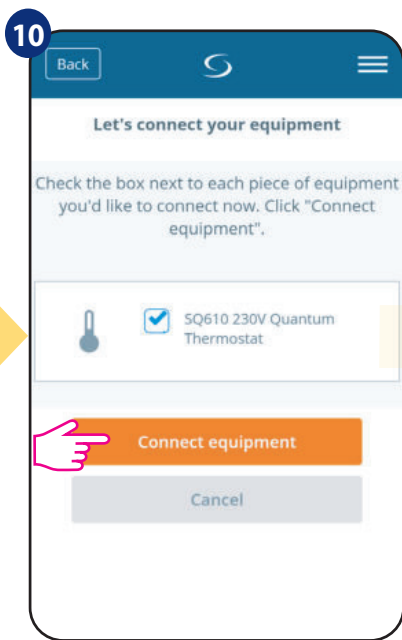 10
Back
Let's connect your equipment
Check the box next to each piece of equipment
you'd like to connect now. Click "Connect
equipment".
SQ610 230V Quantum
Thermostat
Connect equipment
Cancel